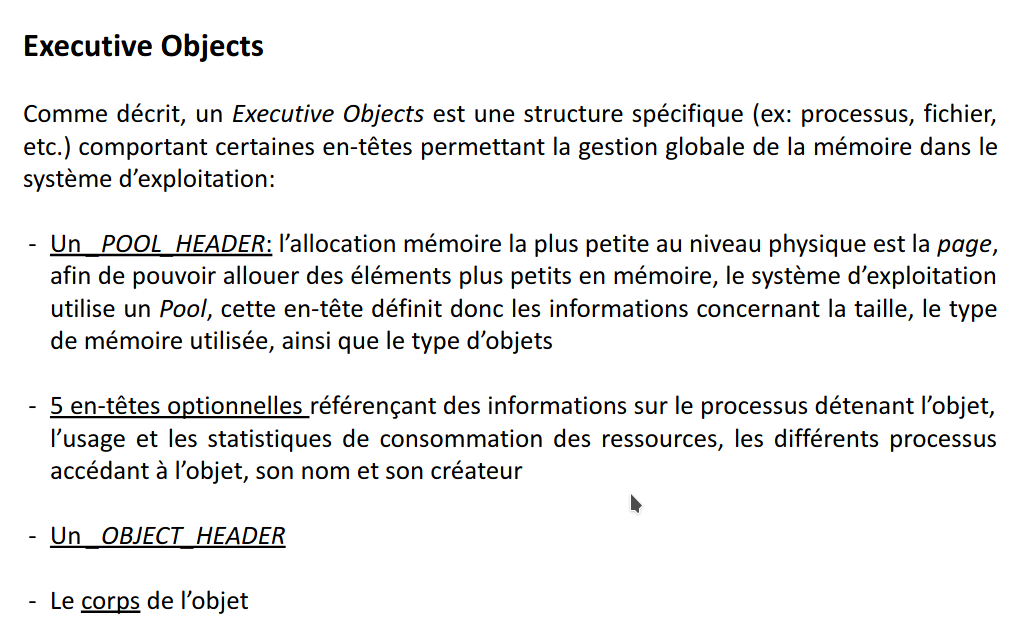 Executive Objects
Comme décrit, un Executive Objects est une structure spécifique (ex: processus, fichier,
etc.) comportant certaines en-têtes permettant la gestion globale de la mémoire dans le
système d’exploitation:
- Un _POOL_HEADER: l’allocation mémoire la plus petite au niveau physique est la page,
afin de pouvoir allouer des éléments plus petits en mémoire, le système d’exploitation
utilise un Pool, cette en-tête définit donc les informations concernant la taille, le type
de mémoire utilisée, ainsi que le type d’objets
- 5 en-têtes optionnelles référençant des informations sur le processus détenant l’objet,
l’usage et les statistiques de consommation des ressources, les différents processus
accédant à l’objet, son nom et son créateur
- Un _OBJECT_HEADER
- Le corps de l’objet